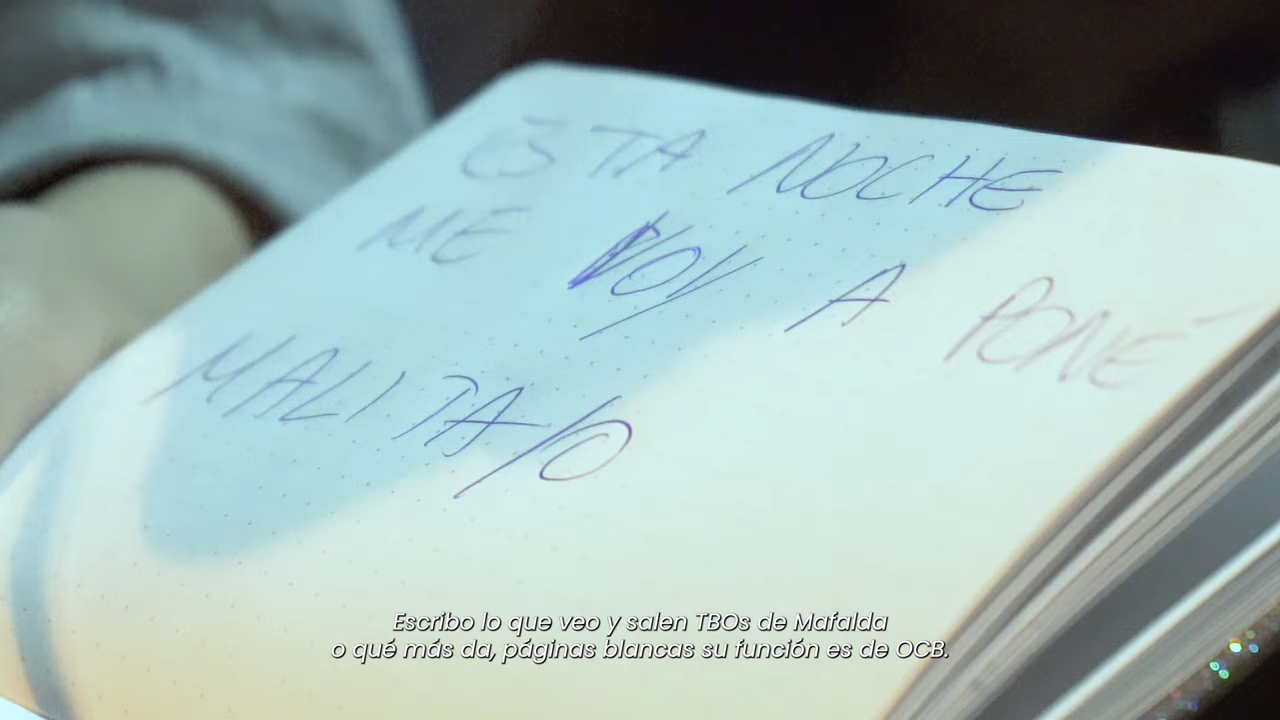 ESTA NOCHE
ME VOY A PONÉ
MALITA/O
Escribo lo que veo y salen TBOs de Mafalda
o qué más da, páginas blancas su función es de OCB.